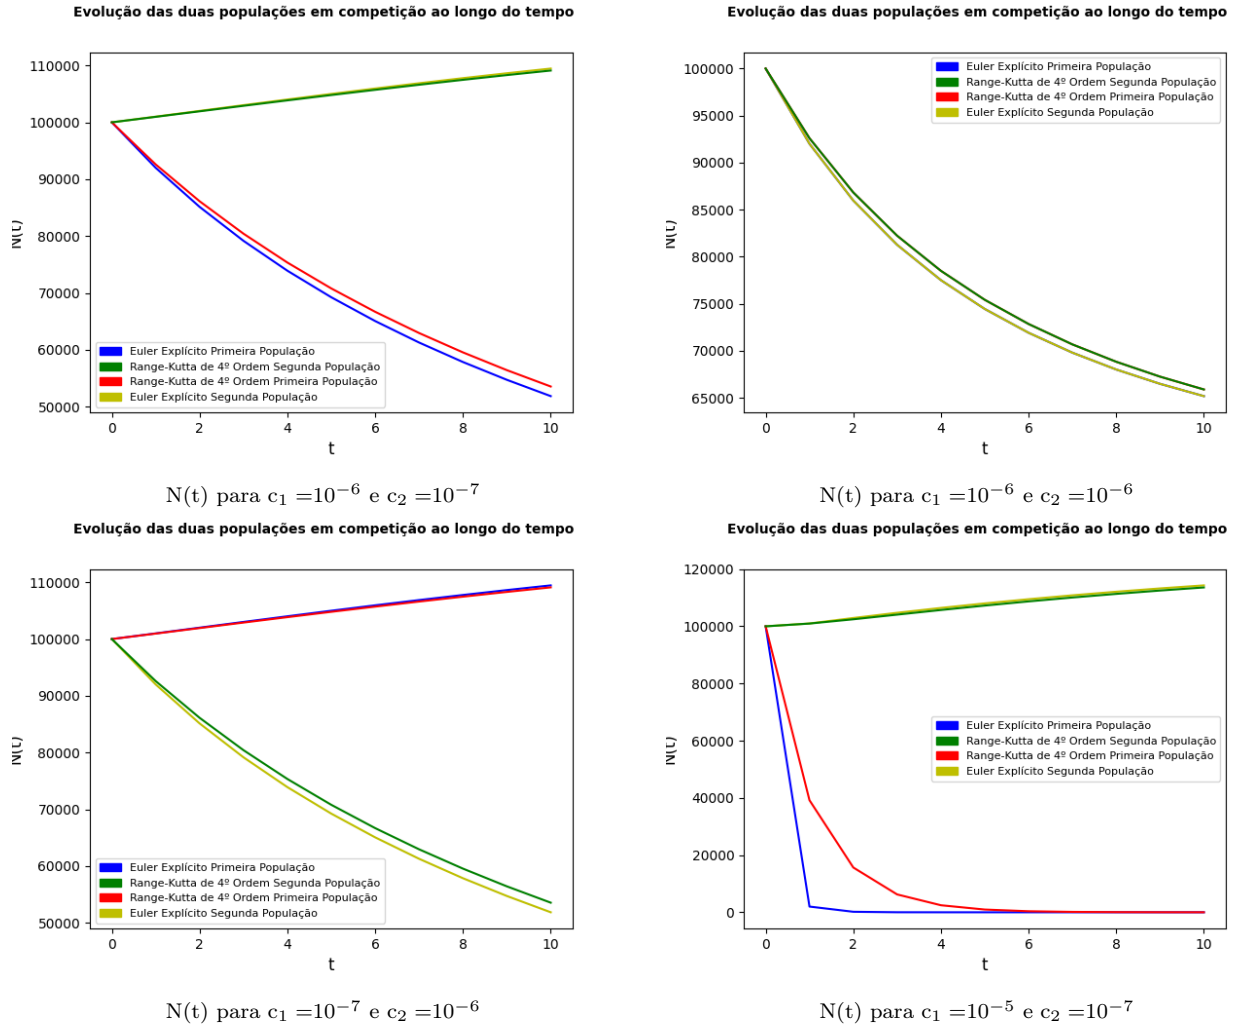 Evolução das duas populações em competição ao longo do tempo
110000
100000
90000
80000
70000
60000
50000
N(t)
Euler Explícito Primeira População
Range-Kutta de 4º Ordem Segunda População
Range-Kutta de 4º Ordem Primeira População
Euler Explícito Segunda População
0 2 4 6 8 10
t
N(t) para c₁ =10⁻⁶ e c₂ =10⁻⁷
Evolução das duas populações em competição ao longo do tempo
100000
95000
90000
85000
80000
75000
70000
65000
N(t)
Euler Explícito Primeira População
Range-Kutta de 4º Ordem Segunda População
Range-Kutta de 4º Ordem Primeira População
Euler Explícito Segunda População
0 2 4 6 8 10
t
N(t) para c₁ =10⁻⁶ e c₂ =10⁻⁶
Evolução das duas populações em competição ao longo do tempo
110000
100000
90000
80000
70000
60000
50000
N(t)
Euler Explícito Primeira População
Range-Kutta de 4º Ordem Segunda População
Range-Kutta de 4º Ordem Primeira População
Euler Explícito Segunda População
0 2 4 6 8 10
t
N(t) para c₁ =10⁻⁷ e c₂ =10⁻⁶
Evolução das duas populações em competição ao longo do tempo
120000
100000
80000
60000
40000
20000
0
N(t)
Euler Explícito Primeira População
Range-Kutta de 4º Ordem Segunda População
Range-Kutta de 4º Ordem Primeira População
Euler Explícito Segunda População
0 2 4 6 8 10
t
N(t) para c₁ =10⁻⁵ e c₂ =10⁻⁷